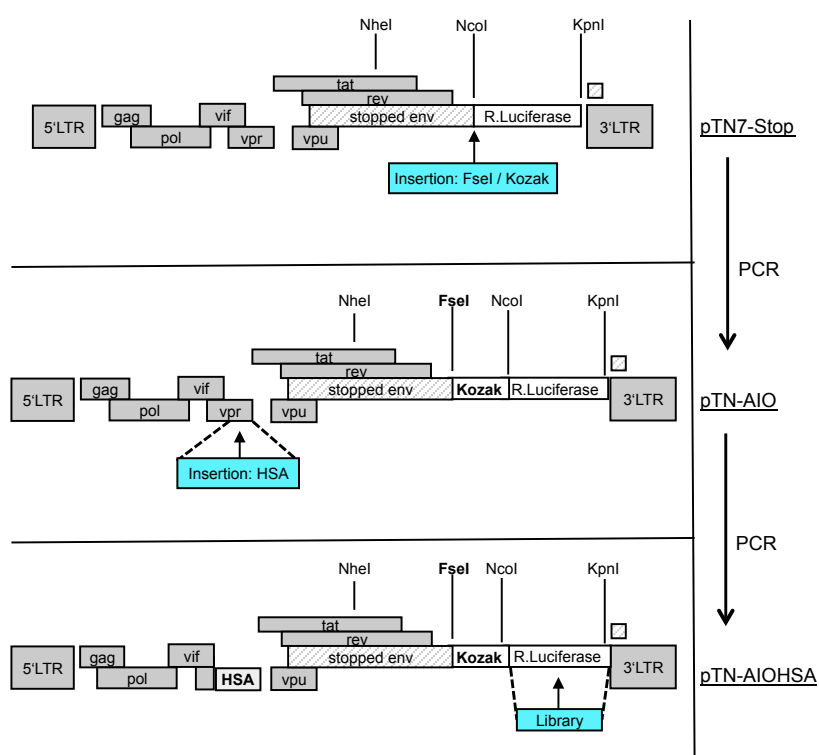 NheI NcoI KpnI
tat
rev
5‘LTR gag vif stopped env R.Luciferase 3‘LTR pTN7-Stop
pol vpr vpu
Insertion: FseI / Kozak
PCR
NheI FseI NcoI KpnI
tat
rev
5‘LTR gag vif stopped env Kozak R.Luciferase 3‘LTR pTN-AIO
pol vpr vpu
Insertion: HSA
PCR
NheI FseI NcoI KpnI
tat
rev
5‘LTR gag vif stopped env Kozak R.Luciferase 3‘LTR pTN-AIOHSA
pol HSA vpu
Library